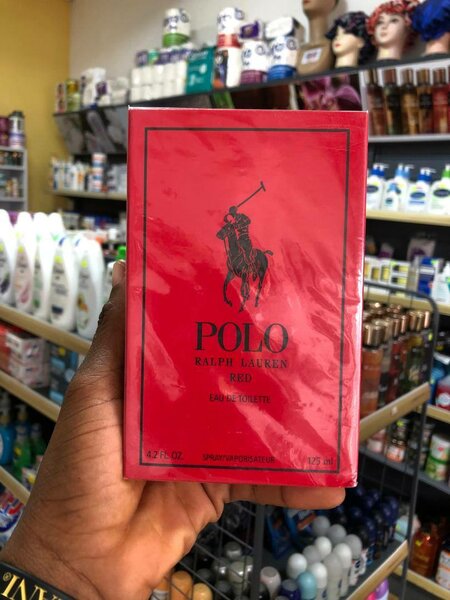 POLO
RALPH LAUREN
RED
EAU DE TOILETTE
4.2 FL. OZ. SPRAY/VAPORISATEUR 125 ml